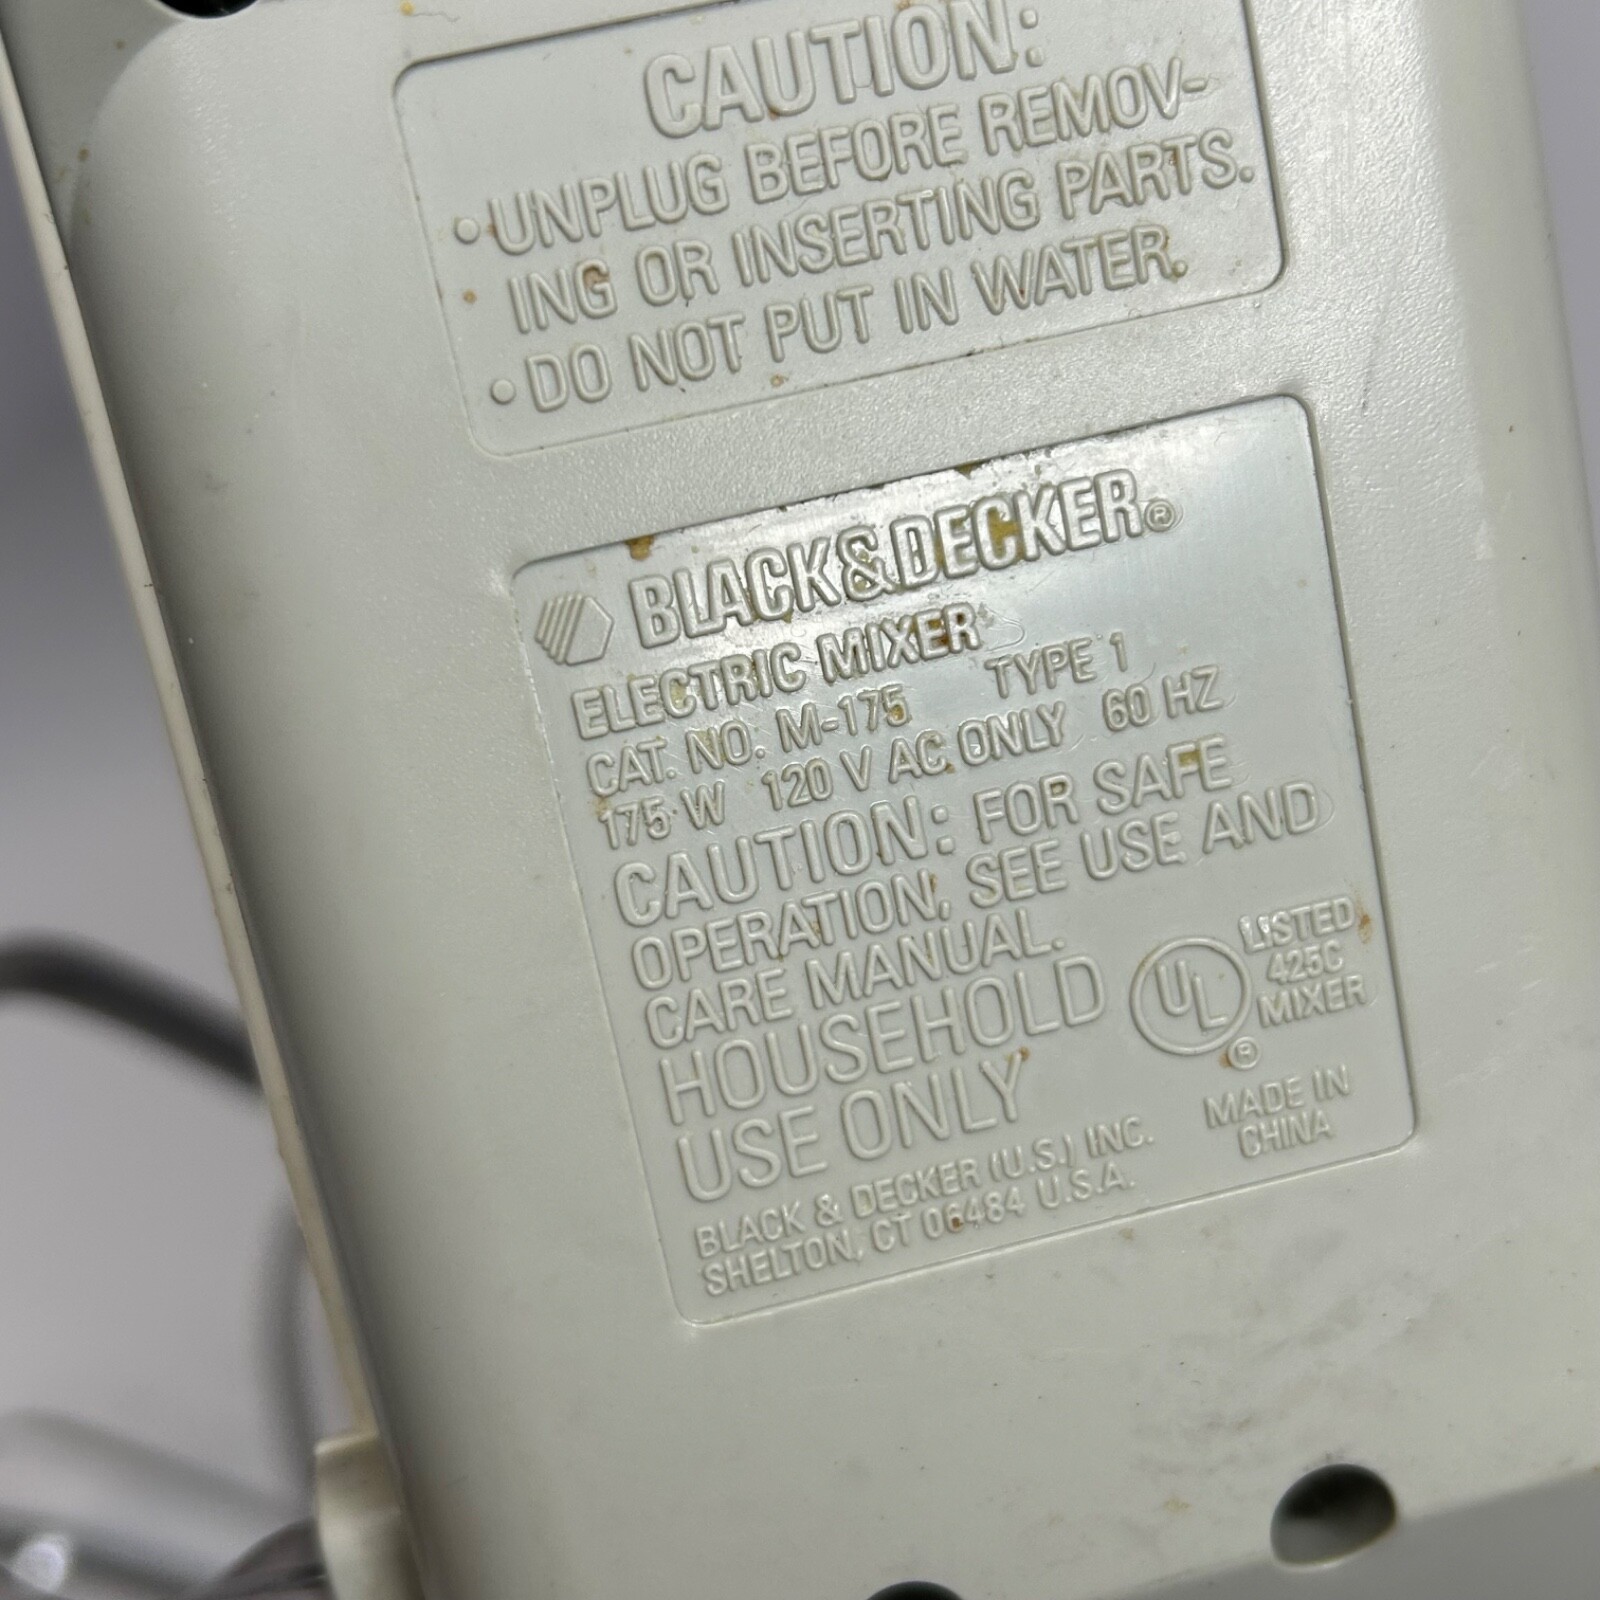 CAUTION:
• UNPLUG BEFORE REMOV-
ING OR INSERTING PARTS.
• DO NOT PUT IN WATER.
BLACK&DECKER®
ELECTRIC MIXER
CAT. NO. M-175 TYPE 1
175 W 120 V AC ONLY 60 HZ
CAUTION: FOR SAFE
OPERATION, SEE USE AND
CARE MANUAL.
HOUSEHOLD
USE ONLY
UL ®
LISTED
425C
MIXER
BLACK & DECKER (U.S.) INC.
SHELTON, CT 06484 U.S.A.
MADE IN
CHINA